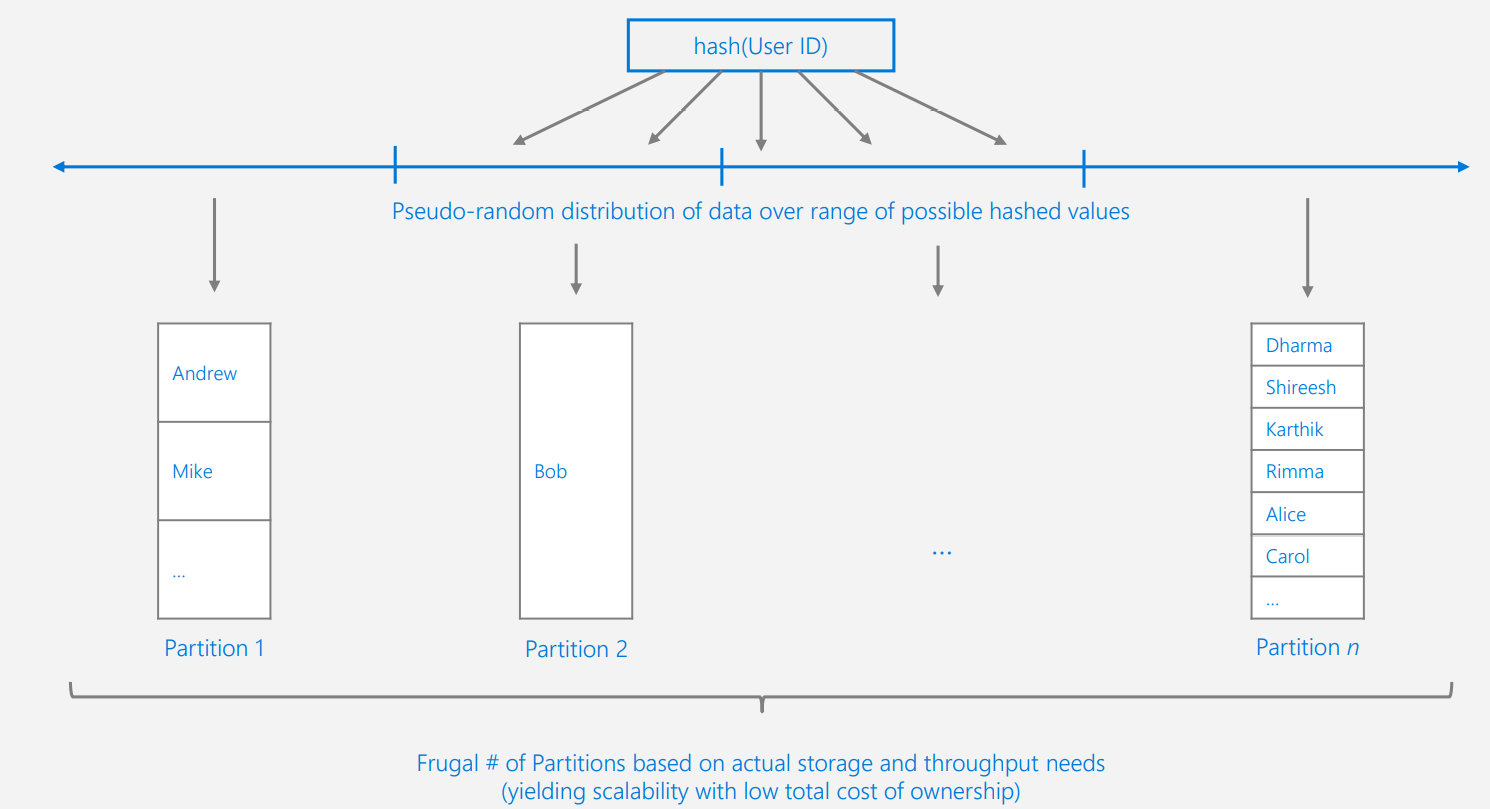 hash(User ID)
Pseudo-random distribution of data over range of possible hashed values
Andrew
Mike
...
Partition 1
Bob
Partition 2
...
Dharma
Shireesh
Karthik
Rimma
Alice
Carol
...
Partition n
Frugal # of Partitions based on actual storage and throughput needs
(yielding scalability with low total cost of ownership)